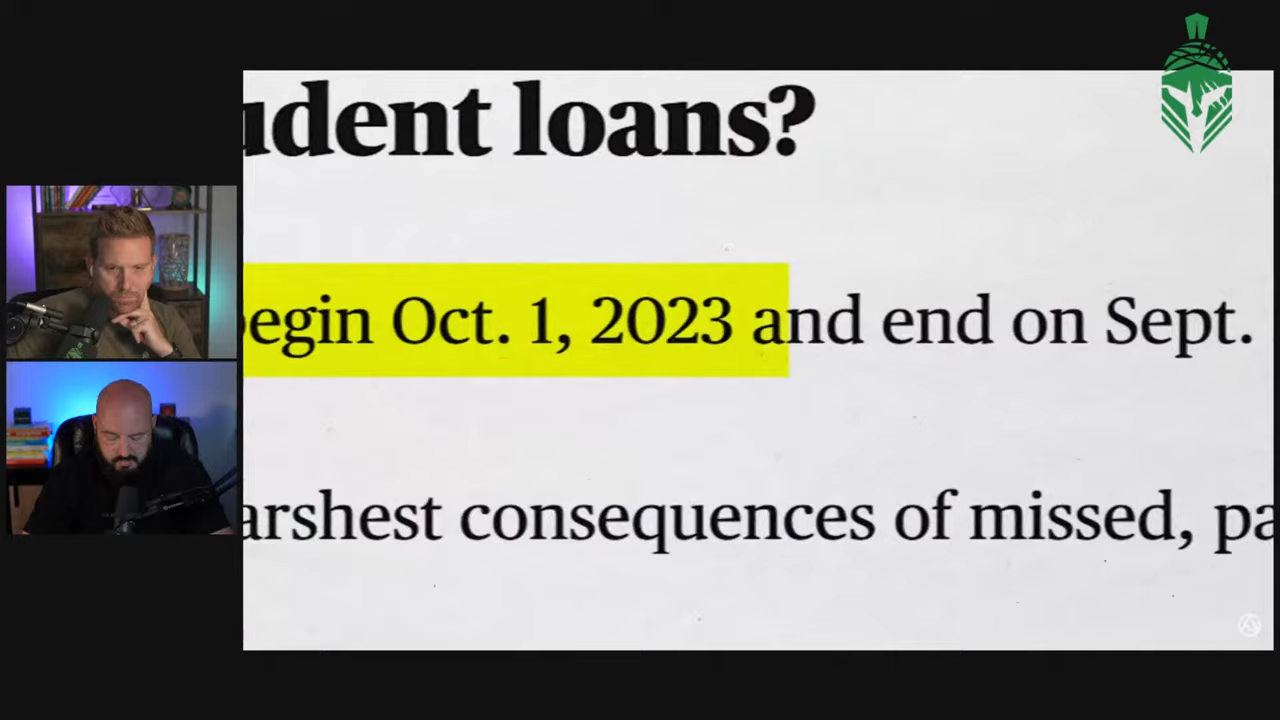 udent loans?
begin Oct. 1, 2023 and end on Sept.
arshest consequences of missed, pa